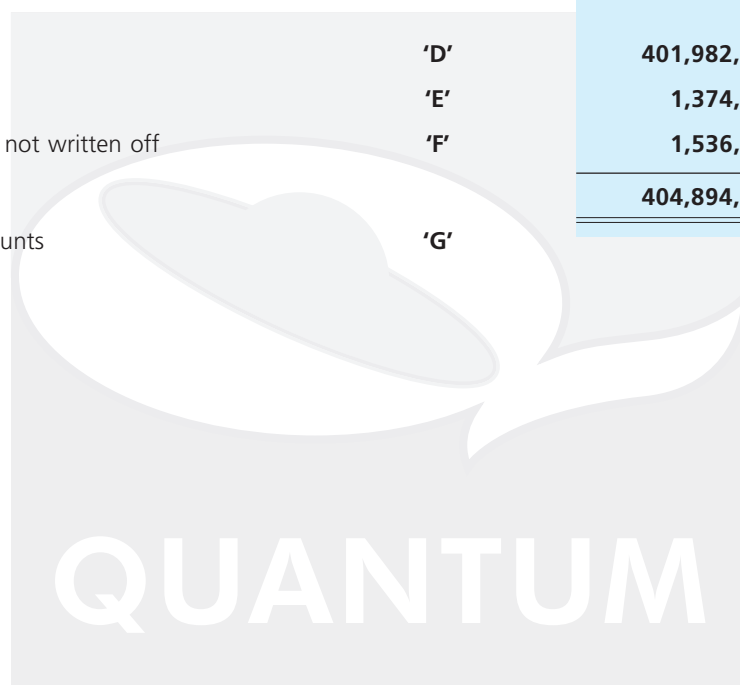 ‘D’ 401,982,
‘E’ 1,374,
not written off ‘F’ 1,536,
404,894,
unts ‘G’
QUANTUM